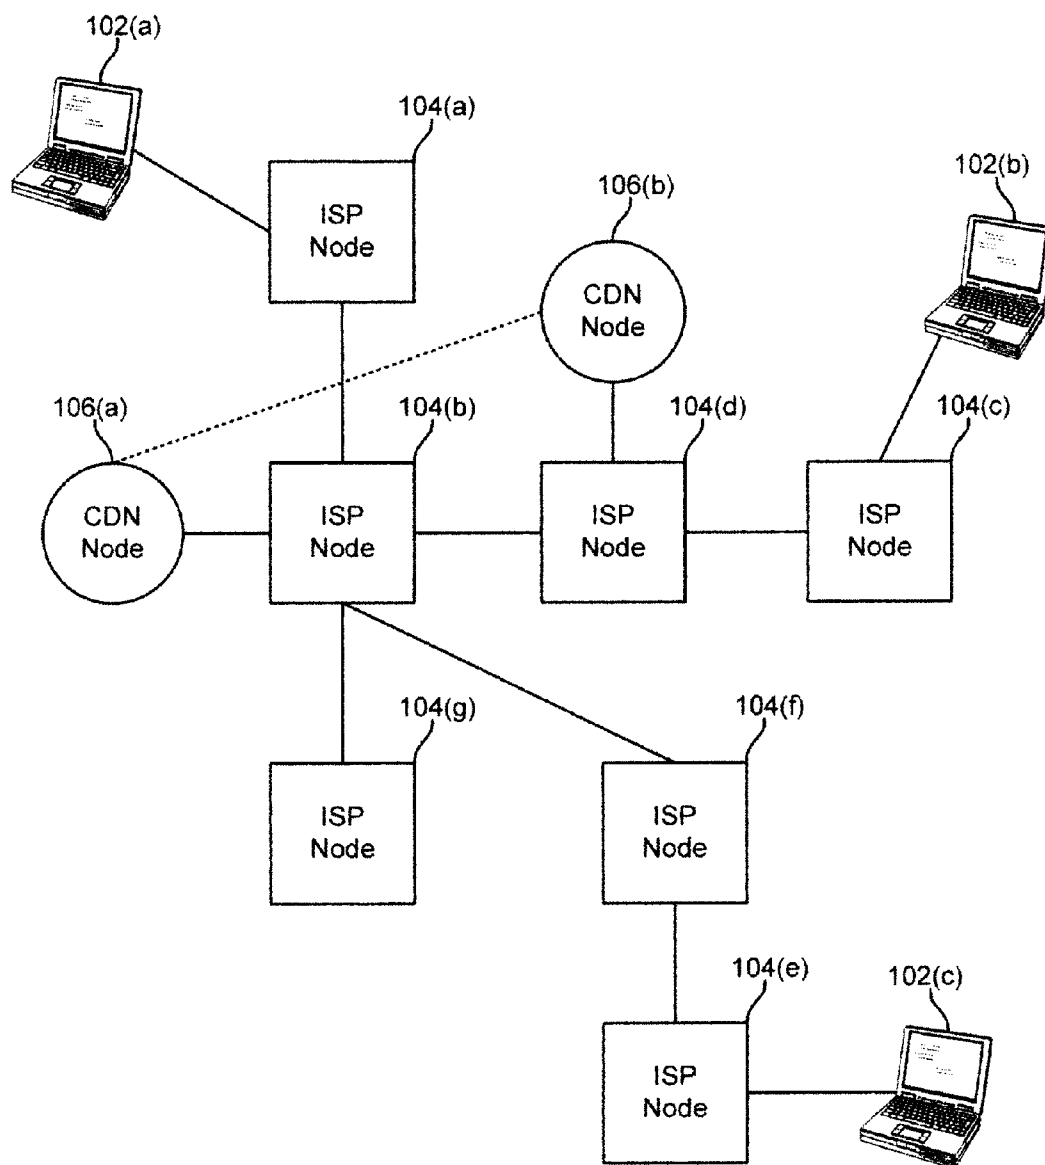 102(a)
104(a)
ISP
Node
106(b)
CDN
Node
102(b)
106(a)
CDN
Node
104(b)
ISP
Node
104(d)
ISP
Node
104(c)
ISP
Node
104(g)
ISP
Node
104(f)
ISP
Node
104(e)
ISP
Node
102(c)